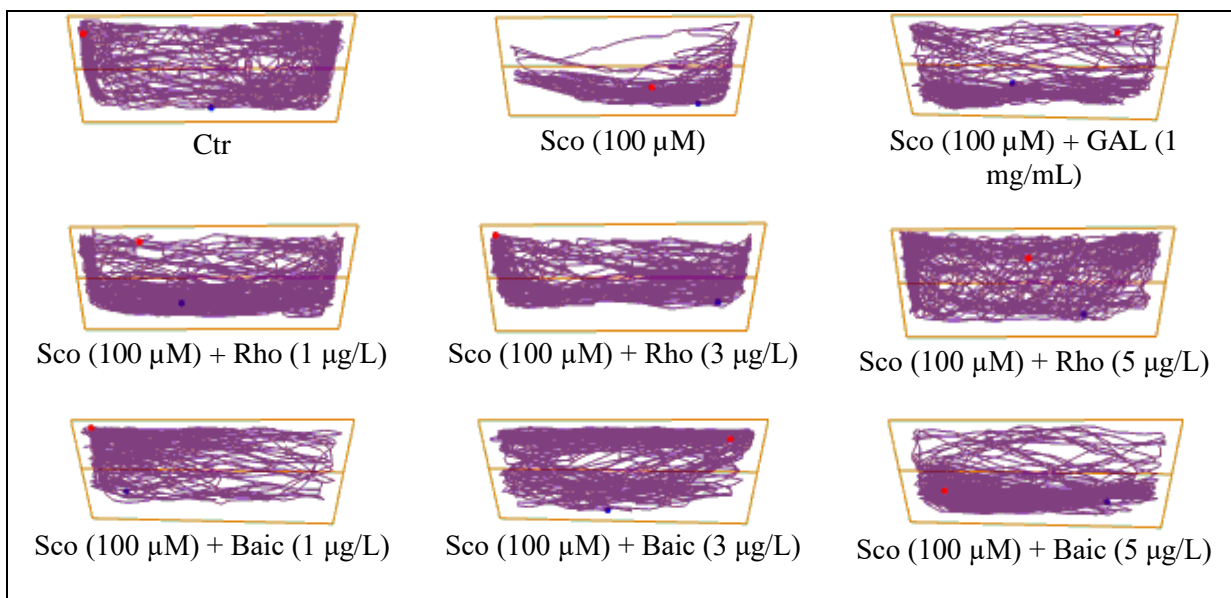 Ctr
Sco (100 µM)
Sco (100 µM) + GAL (1
mg/mL)
Sco (100 µM) + Rho (1 µg/L)
Sco (100 µM) + Rho (3 µg/L)
Sco (100 µM) + Rho (5 µg/L)
Sco (100 µM) + Baic (1 µg/L)
Sco (100 µM) + Baic (3 µg/L)
Sco (100 µM) + Baic (5 µg/L)